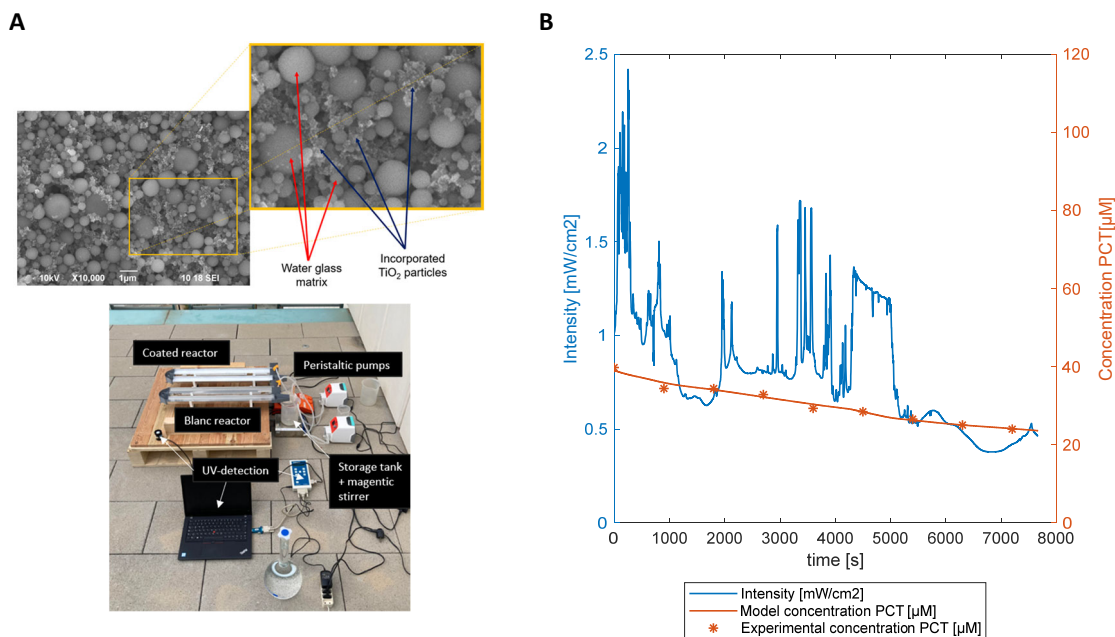 A
10kV X10,000 1µm 10 18 SEI
Water glass
matrix
Incorporated
TiO2 particles
Coated reactor
Peristaltic pumps
Blanc reactor
UV-detection
Storage tank
+ magentic
stirrer
B
2.5
2
1.5
1
0.5
0
Intensity [mW/cm2]
120
100
80
60
40
20
0
Concentration PCT[µM]
0 1000 2000 3000 4000 5000 6000 7000 8000
time [s]
Intensity [mW/cm2]
Model concentration PCT [µM]
Experimental concentration PCT [µM]